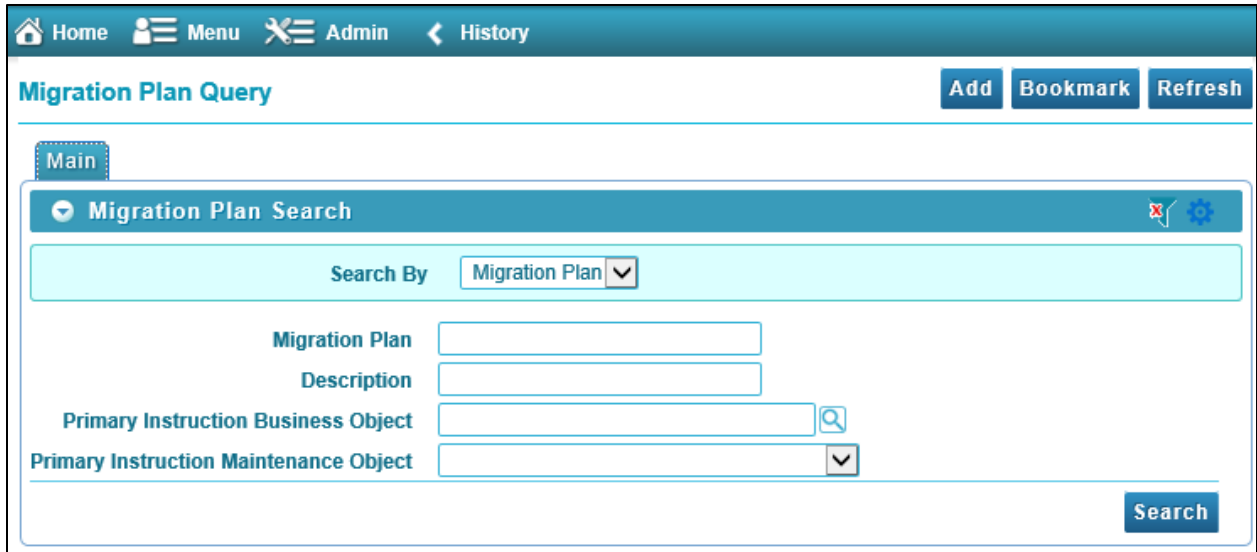 Home Menu Admin History
Migration Plan Query Add Bookmark Refresh
Main
Migration Plan Search
Search By Migration Plan
Migration Plan
Description
Primary Instruction Business Object
Primary Instruction Maintenance Object
Search